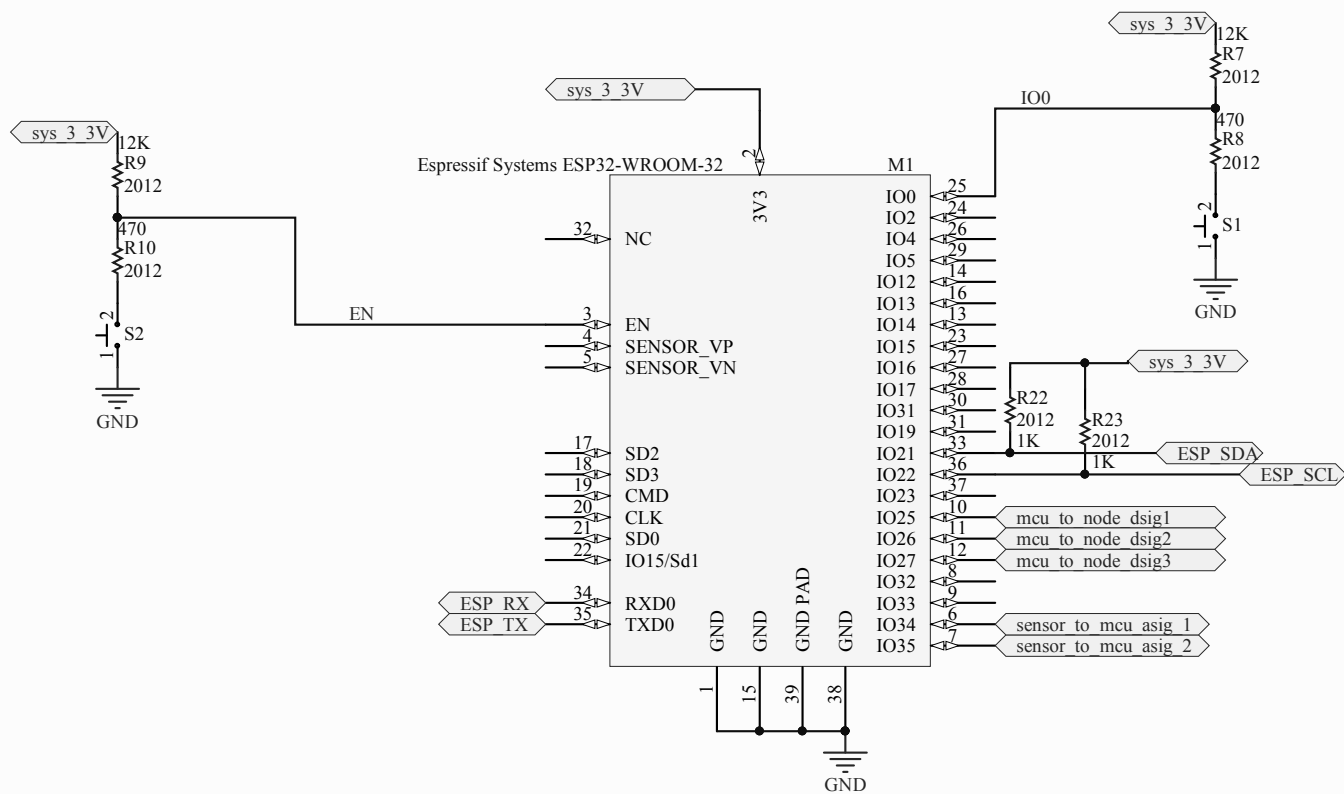 sys_3_3V
12K
R7
2012
IO0
470
R8
2012
2
S1
1
GND
sys_3_3V
sys_3_3V
12K
R9
2012
470
R10
2012
2
S2
1
GND
EN
Espressif Systems ESP32-WROOM-32
M1
2
3V3
32 NC
3 EN
4 SENSOR_VP
5 SENSOR_VN
17 SD2
18 SD3
19 CMD
20 CLK
21 SD0
22 IO15/Sd1
ESP_RX 34 RXD0
ESP_TX 35 TXD0
IO0 25
IO2 24
IO4 26
IO5 29
IO12 14
IO13 16
IO14 13
IO15 23
IO16 27
IO17 28
IO31 30
IO19 31
IO21 33
IO22 36
IO23 37
IO25 10 mcu_to_node_dsig1
IO26 11 mcu_to_node_dsig2
IO27 12 mcu_to_node_dsig3
IO32 8
IO33 9
IO34 6 sensor_to_mcu_asig_1
IO35 7 sensor_to_mcu_asig_2
sys_3_3V
R22
2012
1K
R23
2012
1K
ESP_SDA
ESP_SCL
GND
GND
GND PAD
GND
1
15
39
38
GND